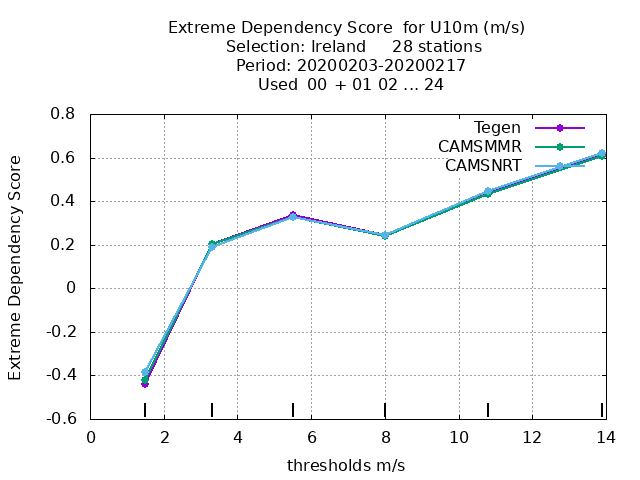 Extreme Dependency Score  for U10m (m/s)
Selection: Ireland     28 stations
Period: 20200203-20200217
Used  00  + 01 02 ... 24
Tegen
CAMSMMR
CAMSNRT
Extreme Dependency Score
0.8
0.6
0.4
0.2
0
-0.2
-0.4
-0.6
0 2 4 6 8 10 12 14
thresholds m/s